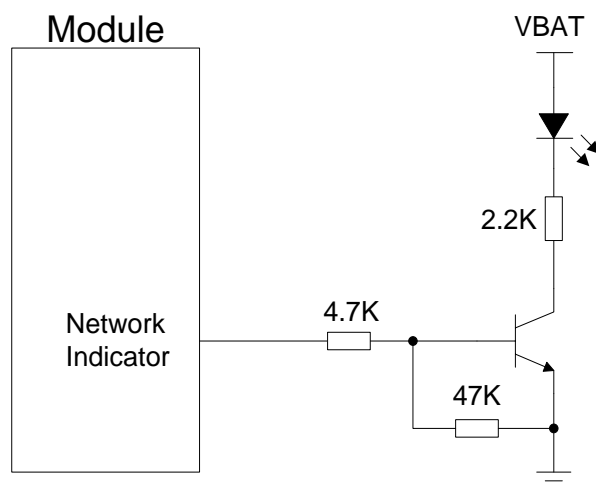 Module
VBAT
2.2K
4.7K
Network
Indicator
47K